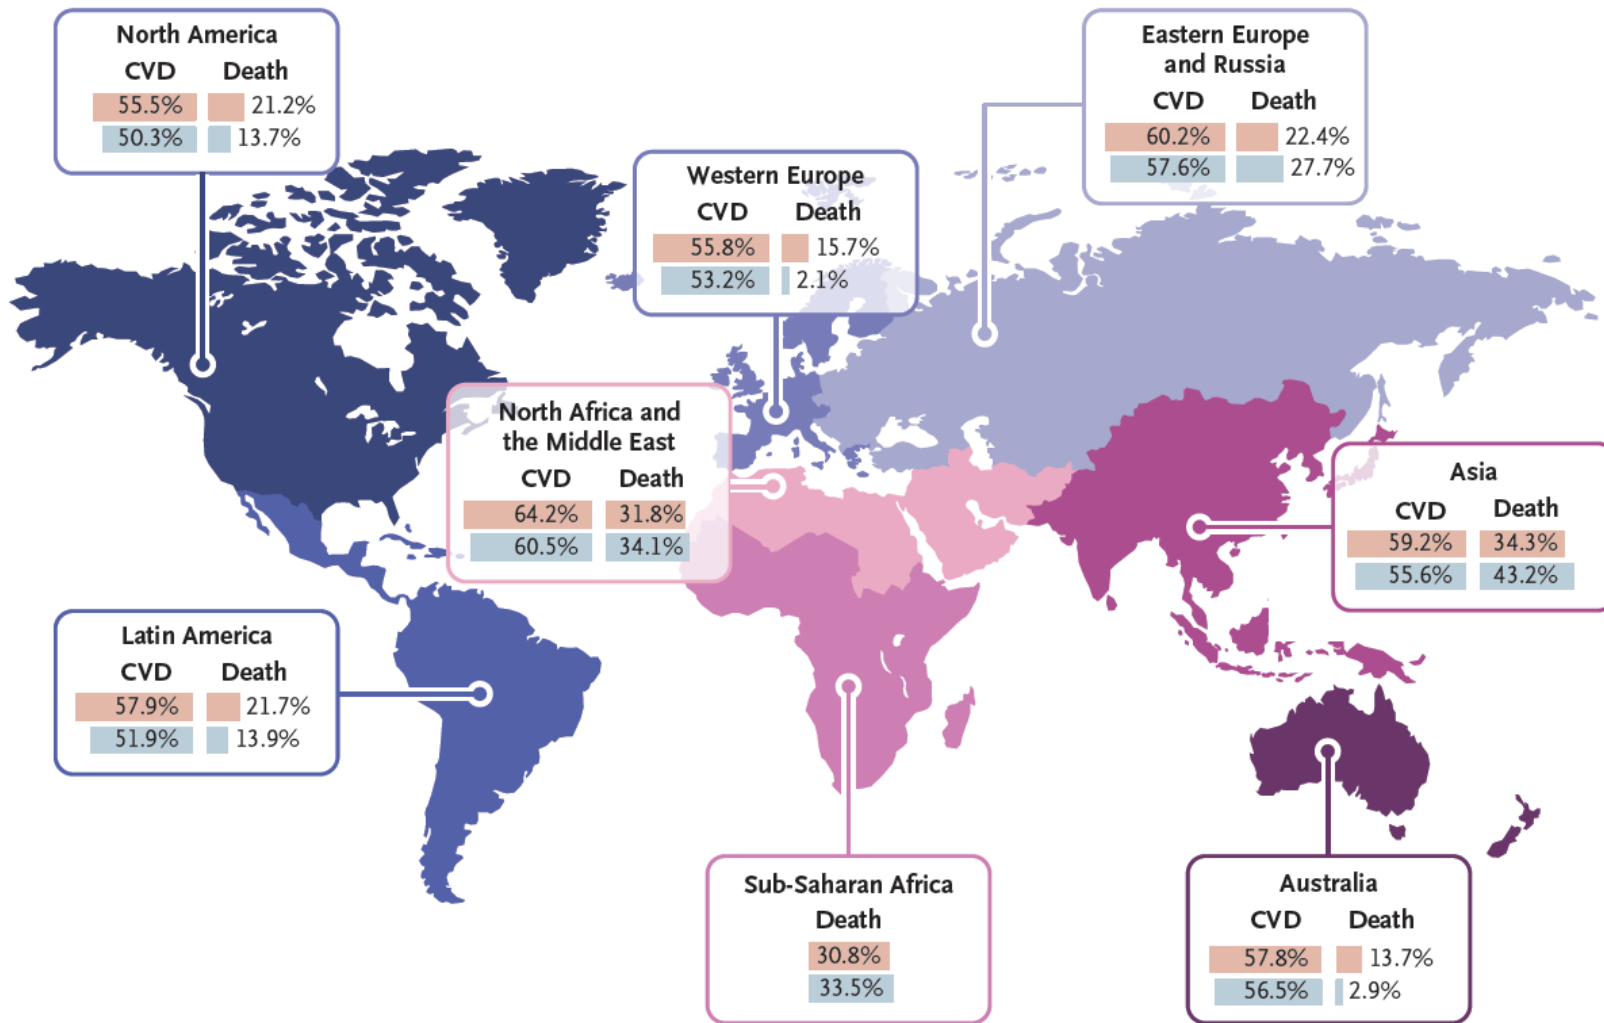 North America
CVD Death
55.5% 21.2%
50.3% 13.7%
Eastern Europe
and Russia
CVD Death
60.2% 22.4%
57.6% 27.7%
Western Europe
CVD Death
55.8% 15.7%
53.2% 2.1%
North Africa and
the Middle East
CVD Death
64.2% 31.8%
60.5% 34.1%
Asia
CVD Death
59.2% 34.3%
55.6% 43.2%
Latin America
CVD Death
57.9% 21.7%
51.9% 13.9%
Sub-Saharan Africa
Death
30.8%
33.5%
Australia
CVD Death
57.8% 13.7%
56.5% 2.9%